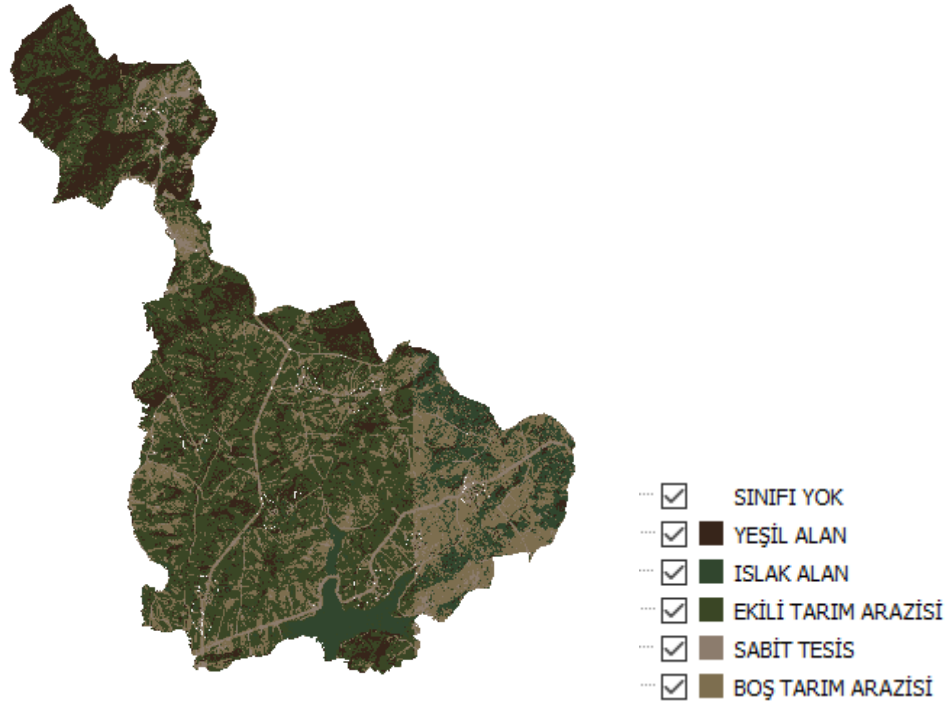 SINIFI YOK
YEŞİL ALAN
ISLAK ALAN
EKİLİ TARIM ARAZİSİ
SABİT TESİS
BOŞ TARIM ARAZİSİ